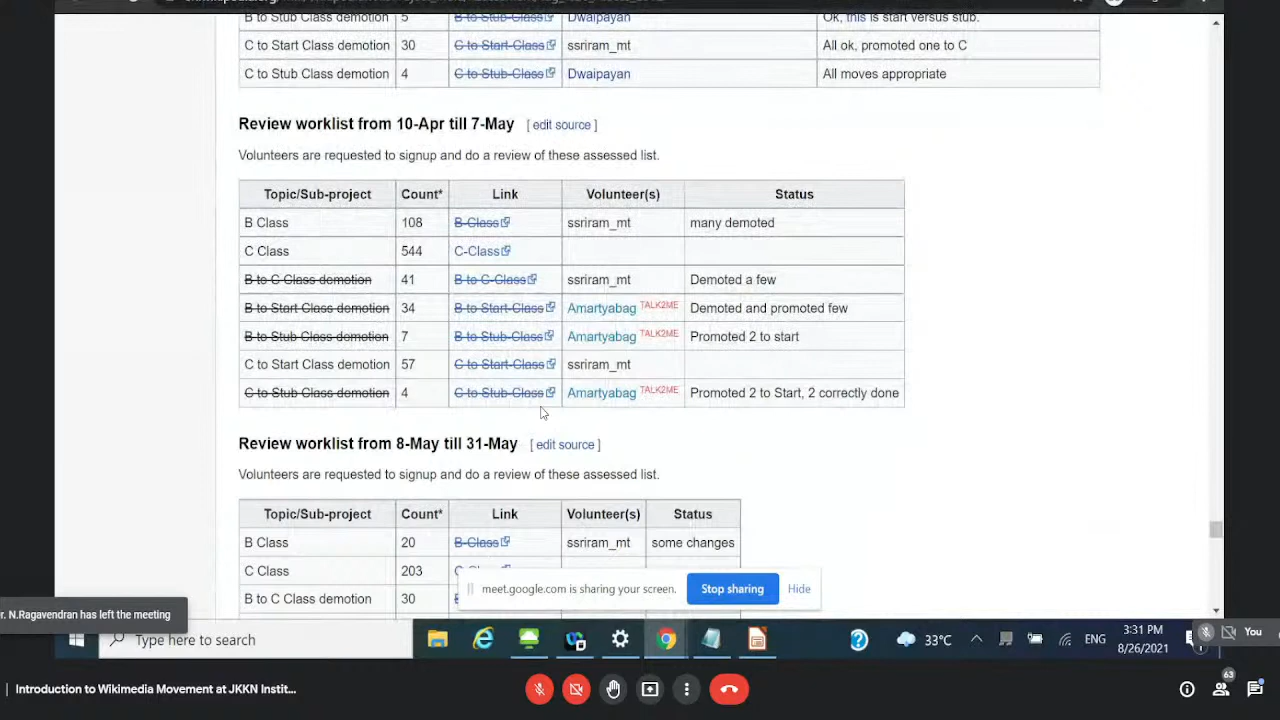 B to Stub Class demotion 5 Dwaipayan Ok, this is start versus stub.
C to Start Class demotion 30 C to Start-Class ssriram_mt All ok, promoted one to C
C to Stub Class demotion 4 C to Stub-Class Dwaipayan All moves appropriate
Review worklist from 10-Apr till 7-May [ edit source ]
Volunteers are requested to signup and do a review of these assessed list.
Topic/Sub-project Count* Link Volunteer(s) Status
B Class 108 B-Class ssriram_mt many demoted
C Class 544 C-Class
B to C Class demotion 41 B to C-Class ssriram_mt Demoted a few
B to Start Class demotion 34 B to Start-Class Amartyabag TALK2ME Demoted and promoted few
B to Stub Class demotion 7 B to Stub-Class Amartyabag TALK2ME Promoted 2 to start
C to Start Class demotion 57 C to Start-Class ssriram_mt
C to Stub Class demotion 4 C to Stub-Class Amartyabag TALK2ME Promoted 2 to Start, 2 correctly done
Review worklist from 8-May till 31-May [ edit source ]
Volunteers are requested to signup and do a review of these assessed list.
Topic/Sub-project Count* Link Volunteer(s) Status
B Class 20 B-Class ssriram_mt some changes
C Class 203
B to C Class demotion 30
meet.google.com is sharing your screen. Stop sharing Hide
r. N.Ragavendran has left the meeting
Type here to search
33°C ENG 3:31 PM
8/26/2021
You
Introduction to Wikimedia Movement at JKKN Instit...
63